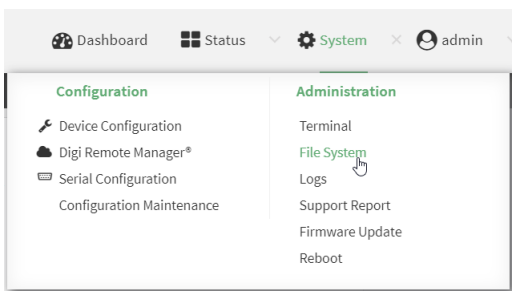 Dashboard Status System admin
Configuration
Device Configuration
Digi Remote Manager®
Serial Configuration
Configuration Maintenance
Administration
Terminal
File System
Logs
Support Report
Firmware Update
Reboot